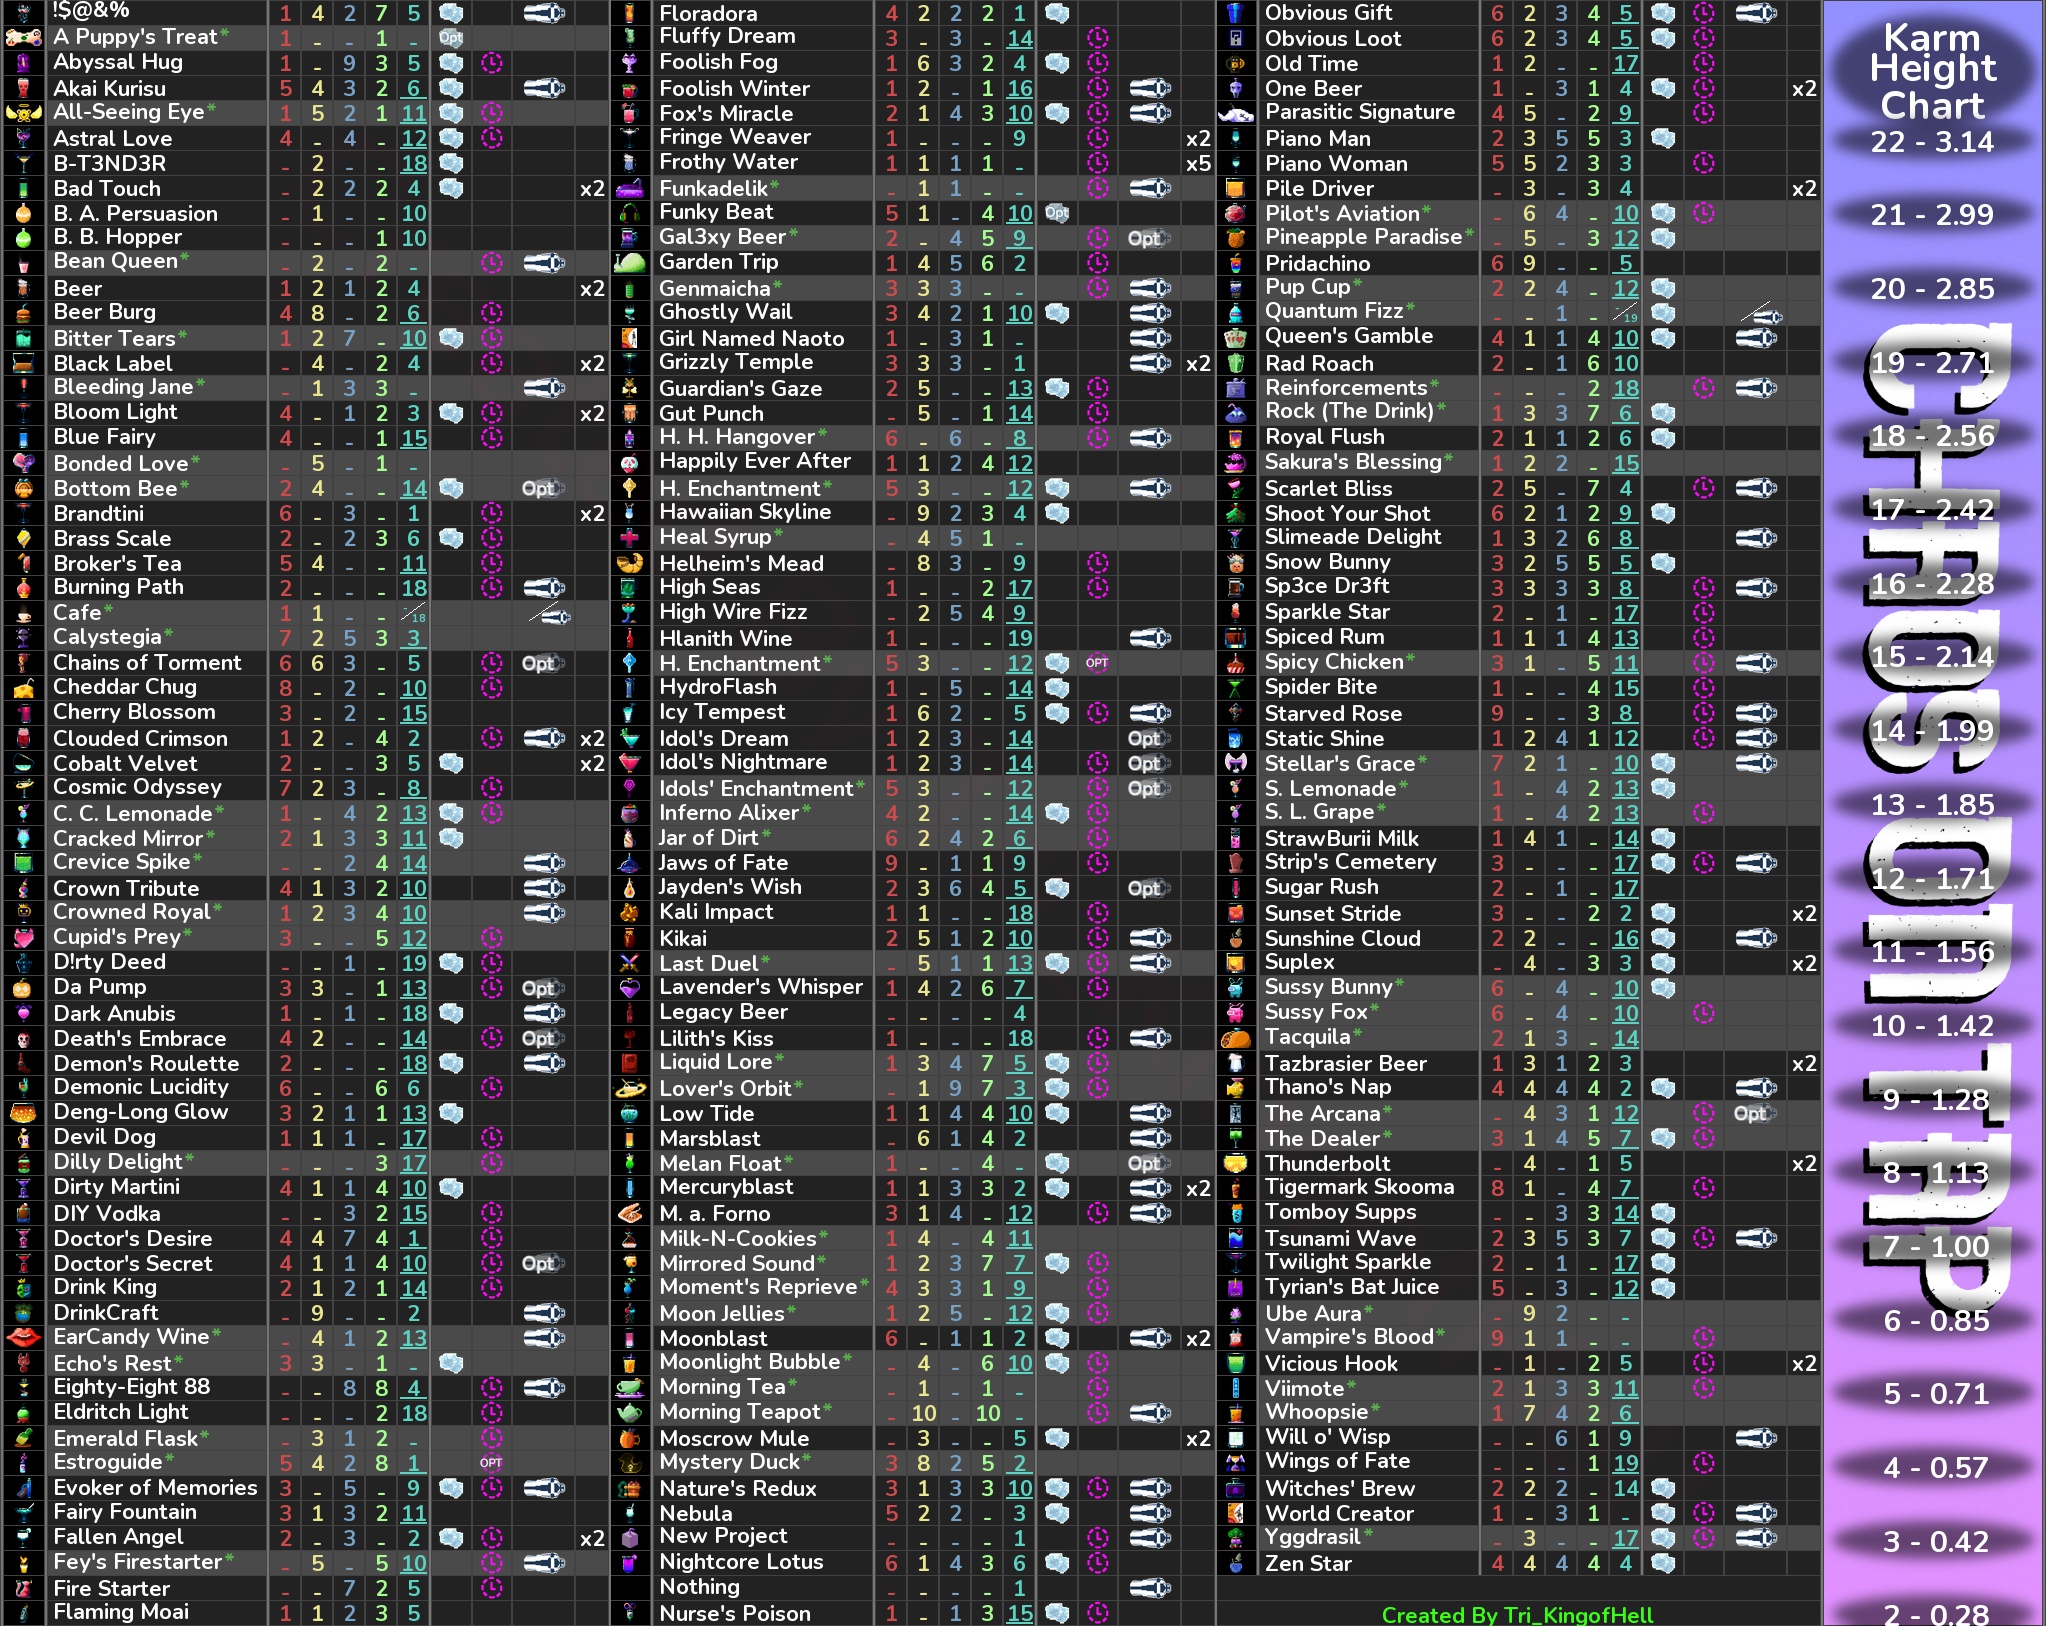 !$@&% 1 4 2 7 5
A Puppy's Treat* 1 - - 1 - Opt
Abyssal Hug 1 - 9 3 5
Akai Kurisu 5 4 3 2 6
All-Seeing Eye* 1 5 2 1 11
Astral Love 4 - 4 - 12
B-T3ND3R - 2 - - 18
Bad Touch - 2 2 2 4 x2
B. A. Persuasion - 1 - - 10
B. B. Hopper - - - 1 10
Bean Queen* - 2 - 2 -
Beer 1 2 1 2 4 x2
Beer Burg 4 8 - 2 6
Bitter Tears* 1 2 7 - 10
Black Label - 4 - 2 4 x2
Bleeding Jane* - 1 3 3 -
Bloom Light 4 - 1 2 3 x2
Blue Fairy 4 - - 1 15
Bonded Love* - 5 - 1 -
Bottom Bee* 2 4 - - 14 Opt
Brandtini 6 - 3 - 1 x2
Brass Scale 2 - 2 3 6
Broker's Tea 5 4 - - 11
Burning Path 2 - - - 18
Cafe* 1 1 - - -/18
Calystegia* 7 2 5 3 3
Chains of Torment 6 6 3 - 5 Opt
Cheddar Chug 8 - 2 - 10
Cherry Blossom 3 - 2 - 15
Clouded Crimson 1 2 - 4 2 x2
Cobalt Velvet 2 - - 3 5 x2
Cosmic Odyssey 7 2 3 - 8
C. C. Lemonade* 1 - 4 2 13
Cracked Mirror* 2 1 3 3 11
Crevice Spike* - - 2 4 14
Crown Tribute 4 1 3 2 10
Crowned Royal* 1 2 3 4 10
Cupid's Prey* 3 - - 5 12
D!rty Deed - - 1 - 19
Da Pump 3 3 - 1 13 Opt
Dark Anubis 1 - 1 - 18
Death's Embrace 4 2 - - 14 Opt
Demon's Roulette 2 - - - 18
Demonic Lucidity 6 - - 6 6
Deng-Long Glow 3 2 1 1 13
Devil Dog 1 1 1 - 17
Dilly Delight* - - - 3 17
Dirty Martini 4 1 1 4 10
DIY Vodka - - 3 2 15
Doctor's Desire 4 4 7 4 1
Doctor's Secret 4 1 1 4 10 Opt
Drink King 2 1 2 1 14
DrinkCraft - 9 - - 2
EarCandy Wine* - 4 1 2 13
Echo's Rest* 3 3 - 1 -
Eighty-Eight 88 - - 8 8 4
Eldritch Light - - - 2 18
Emerald Flask* - 3 1 2 -
Estroguide* 5 4 2 8 1 OPT
Evoker of Memories 3 - 5 - 9
Fairy Fountain 3 1 3 2 11
Fallen Angel 2 - 3 - 2 x2
Fey's Firestarter* - 5 - 5 10
Fire Starter - - 7 2 5
Flaming Moai 1 1 2 3 5
Floradora 4 2 2 2 1
Fluffy Dream 3 - 3 - 14
Foolish Fog 1 6 3 2 4
Foolish Winter 1 2 - 1 16
Fox's Miracle 2 1 4 3 10
Fringe Weaver 1 - - - 9 x2
Frothy Water 1 1 1 1 - x5
Funkadelik* - 1 1 - -
Funky Beat 5 1 - 4 10 Opt
Gal3xy Beer* 2 - 4 5 9 Opt
Garden Trip 1 4 5 6 2
Genmaicha* 3 3 3 - -
Ghostly Wail 3 4 2 1 10
Girl Named Naoto 1 - 3 1 -
Grizzly Temple 3 3 3 - 1 x2
Guardian's Gaze 2 5 - - 13
Gut Punch - 5 - 1 14
H. H. Hangover* 6 - 6 - 8
Happily Ever After 1 1 2 4 12
H. Enchantment* 5 3 - - 12
Hawaiian Skyline - 9 2 3 4
Heal Syrup* - 4 5 1 -
Helheim's Mead - 8 3 - 9
High Seas 1 - - 2 17
High Wire Fizz - 2 5 4 9
Hlanith Wine 1 - - - 19
H. Enchantment* 5 3 - - 12 OPT
HydroFlash 1 - 5 - 14
Icy Tempest 1 6 2 - 5
Idol's Dream 1 2 3 - 14 Opt
Idol's Nightmare 1 2 3 - 14 Opt
Idols' Enchantment* 5 3 - - 12 Opt
Inferno Alixer* 4 2 - - 14
Jar of Dirt* 6 2 4 2 6
Jaws of Fate 9 - 1 1 9
Jayden's Wish 2 3 6 4 5 Opt
Kali Impact 1 1 - - 18
Kikai 2 5 1 2 10
Last Duel* - 5 1 1 13
Lavender's Whisper 1 4 2 6 7
Legacy Beer - - - - 4
Lilith's Kiss 1 - - - 18
Liquid Lore* 1 3 4 7 5
Lover's Orbit* - 1 9 7 3
Low Tide 1 1 4 4 10
Marsblast - 6 1 4 2
Melan Float* 1 - - 4 - Opt
Mercuryblast 1 1 3 3 2 x2
M. a. Forno 3 1 4 - 12
Milk-N-Cookies* 1 4 - 4 11
Mirrored Sound* 1 2 3 7 7
Moment's Reprieve* 4 3 3 1 9
Moon Jellies* 1 2 5 - 12
Moonblast 6 - 1 1 2 x2
Moonlight Bubble* - 4 - 6 10
Morning Tea* - 1 - 1 -
Morning Teapot* - 10 - 10 -
Moscrow Mule - 3 - - 5 x2
Mystery Duck* 3 8 2 5 2
Nature's Redux 3 1 3 3 10
Nebula 5 2 2 - 3
New Project - - - - 1
Nightcore Lotus 6 1 4 3 6
Nothing - - - - 1
Nurse's Poison 1 - 1 3 15
Obvious Gift 6 2 3 4 5
Obvious Loot 6 2 3 4 5
Old Time 1 2 - - 17
One Beer 1 - 3 1 4 x2
Parasitic Signature 4 5 - 2 9
Piano Man 2 3 5 5 3
Piano Woman 5 5 2 3 3
Pile Driver - 3 - 3 4 x2
Pilot's Aviation* - 6 4 - 10
Pineapple Paradise* - 5 - 3 12
Pridachino 6 9 - - 5
Pup Cup* 2 2 4 - 12
Quantum Fizz* - - 1 - -/19
Queen's Gamble 4 1 1 4 10
Rad Roach 2 - 1 6 10
Reinforcements* - - - 2 18
Rock (The Drink)* 1 3 3 7 6
Royal Flush 2 1 1 2 6
Sakura's Blessing* 1 2 2 - 15
Scarlet Bliss 2 5 - 7 4
Shoot Your Shot 6 2 1 2 9
Slimeade Delight 1 3 2 6 8
Snow Bunny 3 2 5 5 5
Sp3ce Dr3ft 3 3 3 3 8
Sparkle Star 2 - 1 - 17
Spiced Rum 1 1 1 4 13
Spicy Chicken* 3 1 - 5 11
Spider Bite 1 - - 4 15
Starved Rose 9 - - 3 8
Static Shine 1 2 4 1 12
Stellar's Grace* 7 2 1 - 10
S. Lemonade* 1 - 4 2 13
S. L. Grape* 1 - 4 2 13
StrawBurii Milk 1 4 1 - 14
Strip's Cemetery 3 - - - 17
Sugar Rush 2 - 1 - 17
Sunset Stride 3 - - 2 2 x2
Sunshine Cloud 2 2 - - 16
Suplex - 4 - 3 3 x2
Sussy Bunny* 6 - 4 - 10
Sussy Fox* 6 - 4 - 10
Tacquila* 2 1 3 - 14
Tazbrasier Beer 1 3 1 2 3 x2
Thano's Nap 4 4 4 4 2
The Arcana* - 4 3 1 12 Opt
The Dealer* 3 1 4 5 7
Thunderbolt - 4 - 1 5 x2
Tigermark Skooma 8 1 - 4 7
Tomboy Supps - - 3 3 14
Tsunami Wave 2 3 5 3 7
Twilight Sparkle 2 - 1 - 17
Tyrian's Bat Juice 5 - 3 - 12
Ube Aura* - 9 2 - -
Vampire's Blood* 9 1 1 - -
Vicious Hook - 1 - 2 5 x2
Viimote* 2 1 3 3 11
Whoopsie* 1 7 4 2 6
Will o' Wisp - - 6 1 9
Wings of Fate - - - 1 19
Witches' Brew 2 2 2 - 14
World Creator 1 - 3 1 -
Yggdrasil* - 3 - - 17
Zen Star 4 4 4 4 4
Created By Tri_KingofHell
Karm
Height
Chart
22 - 3.14
21 - 2.99
20 - 2.85
19 - 2.71
18 - 2.56
17 - 2.42
16 - 2.28
15 - 2.14
14 - 1.99
13 - 1.85
12 - 1.71
11 - 1.56
10 - 1.42
9 - 1.28
8 - 1.13
7 - 1.00
6 - 0.85
5 - 0.71
4 - 0.57
3 - 0.42
2 - 0.28